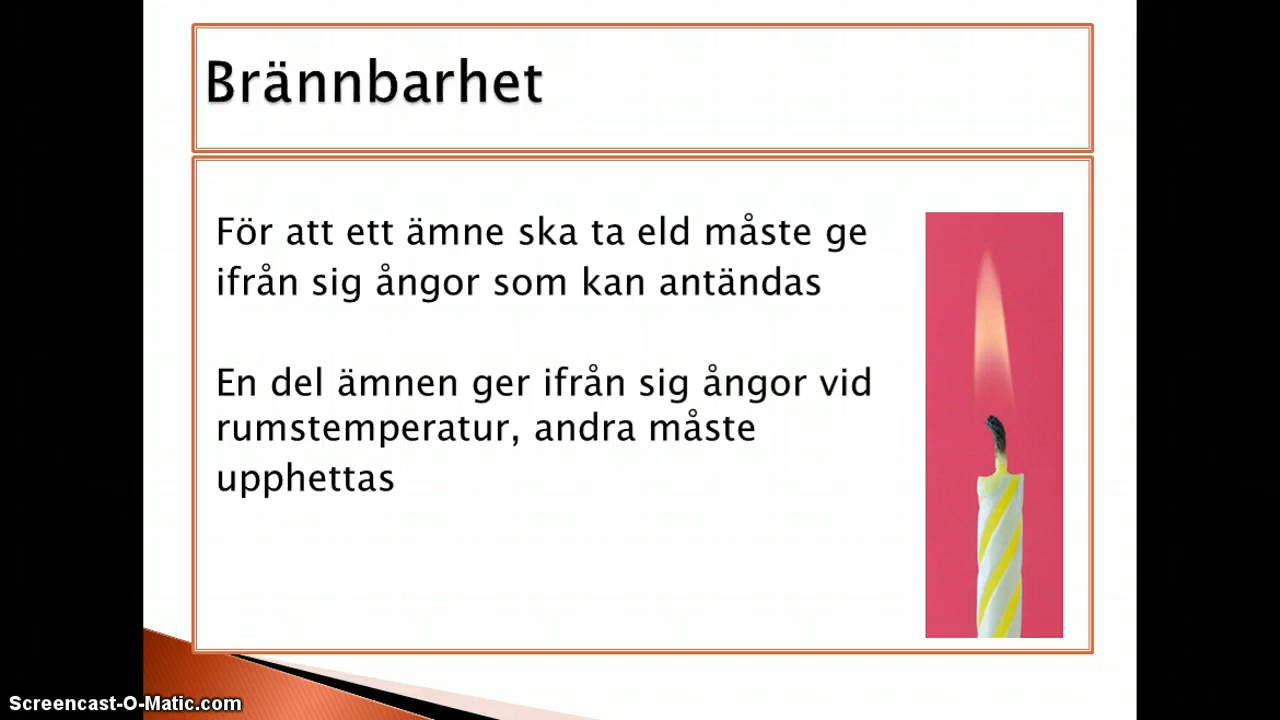 Brännbarhet
För att ett ämne ska ta eld måste ge
ifrån sig ångor som kan antändas
En del ämnen ger ifrån sig ångor vid
rumstemperatur, andra måste
upphettas
Screencast-O-Matic.com